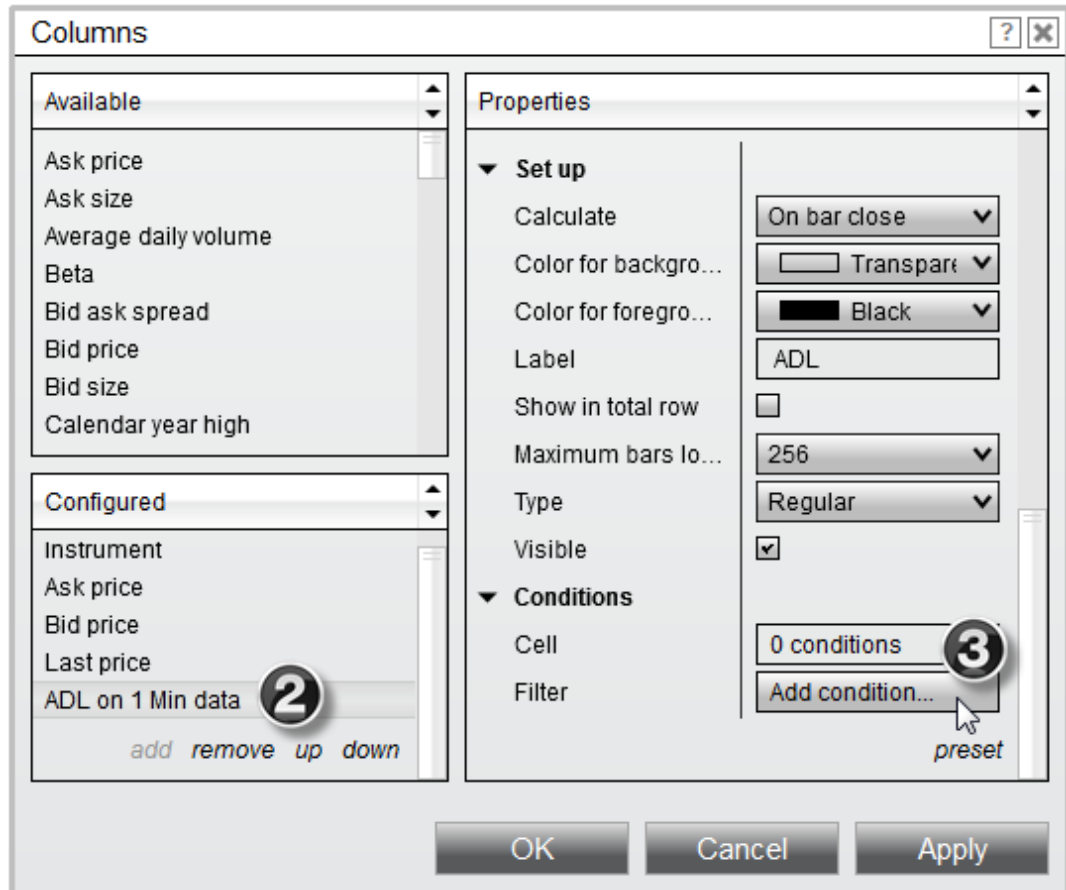 Columns
?
Available
Ask price
Ask size
Average daily volume
Beta
Bid ask spread
Bid price
Bid size
Calendar year high
Configured
Instrument
Ask price
Bid price
Last price
ADL on 1 Min data 2
add remove up down
Properties
Set up
Calculate On bar close
Color for backgro... Transpare
Color for foregro... Black
Label ADL
Show in total row
Maximum bars lo... 256
Type Regular
Visible
Conditions
Cell 0 conditions 3
Filter Add condition...
preset
OK Cancel Apply